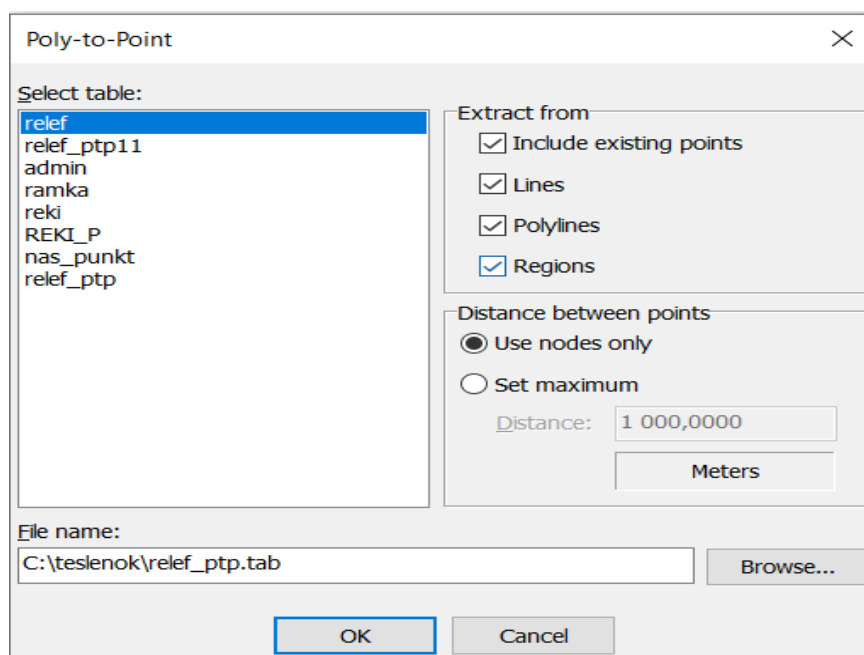 Poly-to-Point
Select table:
relef
relef_ptp11
admin
ramka
reki
REKI_P
nas_punkt
relef_ptp
Extract from
Include existing points
Lines
Polylines
Regions
Distance between points
Use nodes only
Set maximum
Distance: 1 000,0000
Meters
File name:
C:\teslenok\relef_ptp.tab
Browse...
OK Cancel